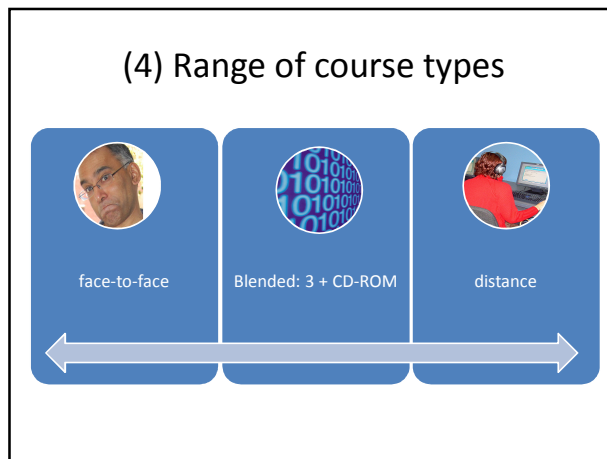 (4) Range of course types
face-to-face
Blended: 3 + CD-ROM
distance